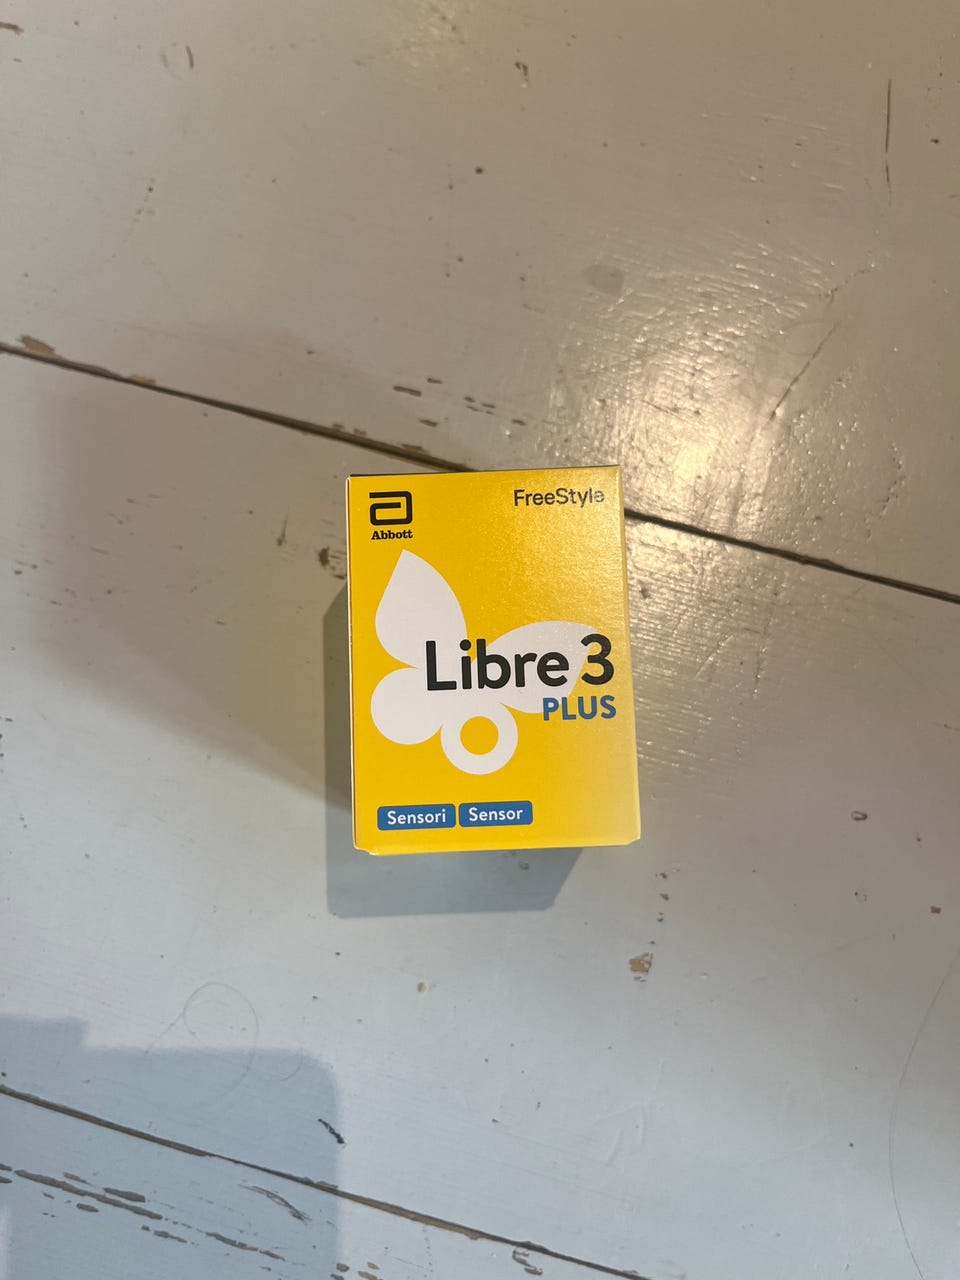 Abbott
FreeStyle
Libre 3
PLUS
Sensori Sensor